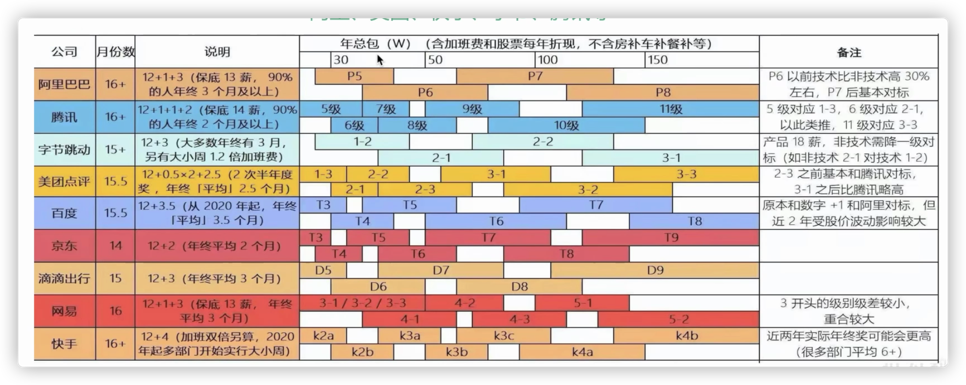 公司 月份数 说明 年总包（W）（含加班费和股票每年折现，不含房补车补餐补等） 备注
30 50 100 150
阿里巴巴 16+ 12+1+3（保底 13 薪， 90%
的人年终 3 个月及以上）
P5 P7
P6 P8
P6 以前技术比非技术高 30%
左右，P7 后基本对标
腾讯 16+ 12+1+1+2（保底 14 薪，90%
的人年终 2 个月及以上）
5级 7级 9级 11级
6级 8级 10级
5 级对应 1-3，6 级对应 2-1，
以此类推，11 级对应 3-3
字节跳动 15+ 12+3（大多数年终有 3 月，
另有大小周 1.2 倍加班费）
1-2 2-2
2-1 3-1
产品 18 薪，非技术需降一级对
标（如非技术 2-1 对技术 1-2）
美团点评 15.5 12+0.5×2+2.5（2 次半年度
奖 ，年终「平均」2.5 个月）
1-3 2-2 3-1 3-3
2-1 2-3 3-2
2-3 之前基本和腾讯对标，
3-1 之后比腾讯略高
百度 15.5 12+3.5（从 2020 年起，年终
「平均」3.5 个月）
T3 T5 T7
T4 T6 T8
原本和数字 +1 和阿里对标，但
近 2 年受股价波动影响较大
京东 14 12+2（年终平均 2 个月）
T3 T5 T7 T9
T4 T6 T8
滴滴出行 15 12+3（年终平均 3 个月）
D5 D7 D9
D6 D8
网易 16 12+1+3（保底 13 薪， 年终
平均 3 个月）
3-1 / 3-2 / 3-3 4-2 5-1
4-1 4-3 5-2
3 开头的级别级差较小，
重合较大
快手 16+ 12+4（加班双倍另算，2020
年起多部门开始实行大小周）
k2a k3a k3c k4b
k2b k3b k4a
近两年实际年终奖可能会更高
（很多部门平均 6+）